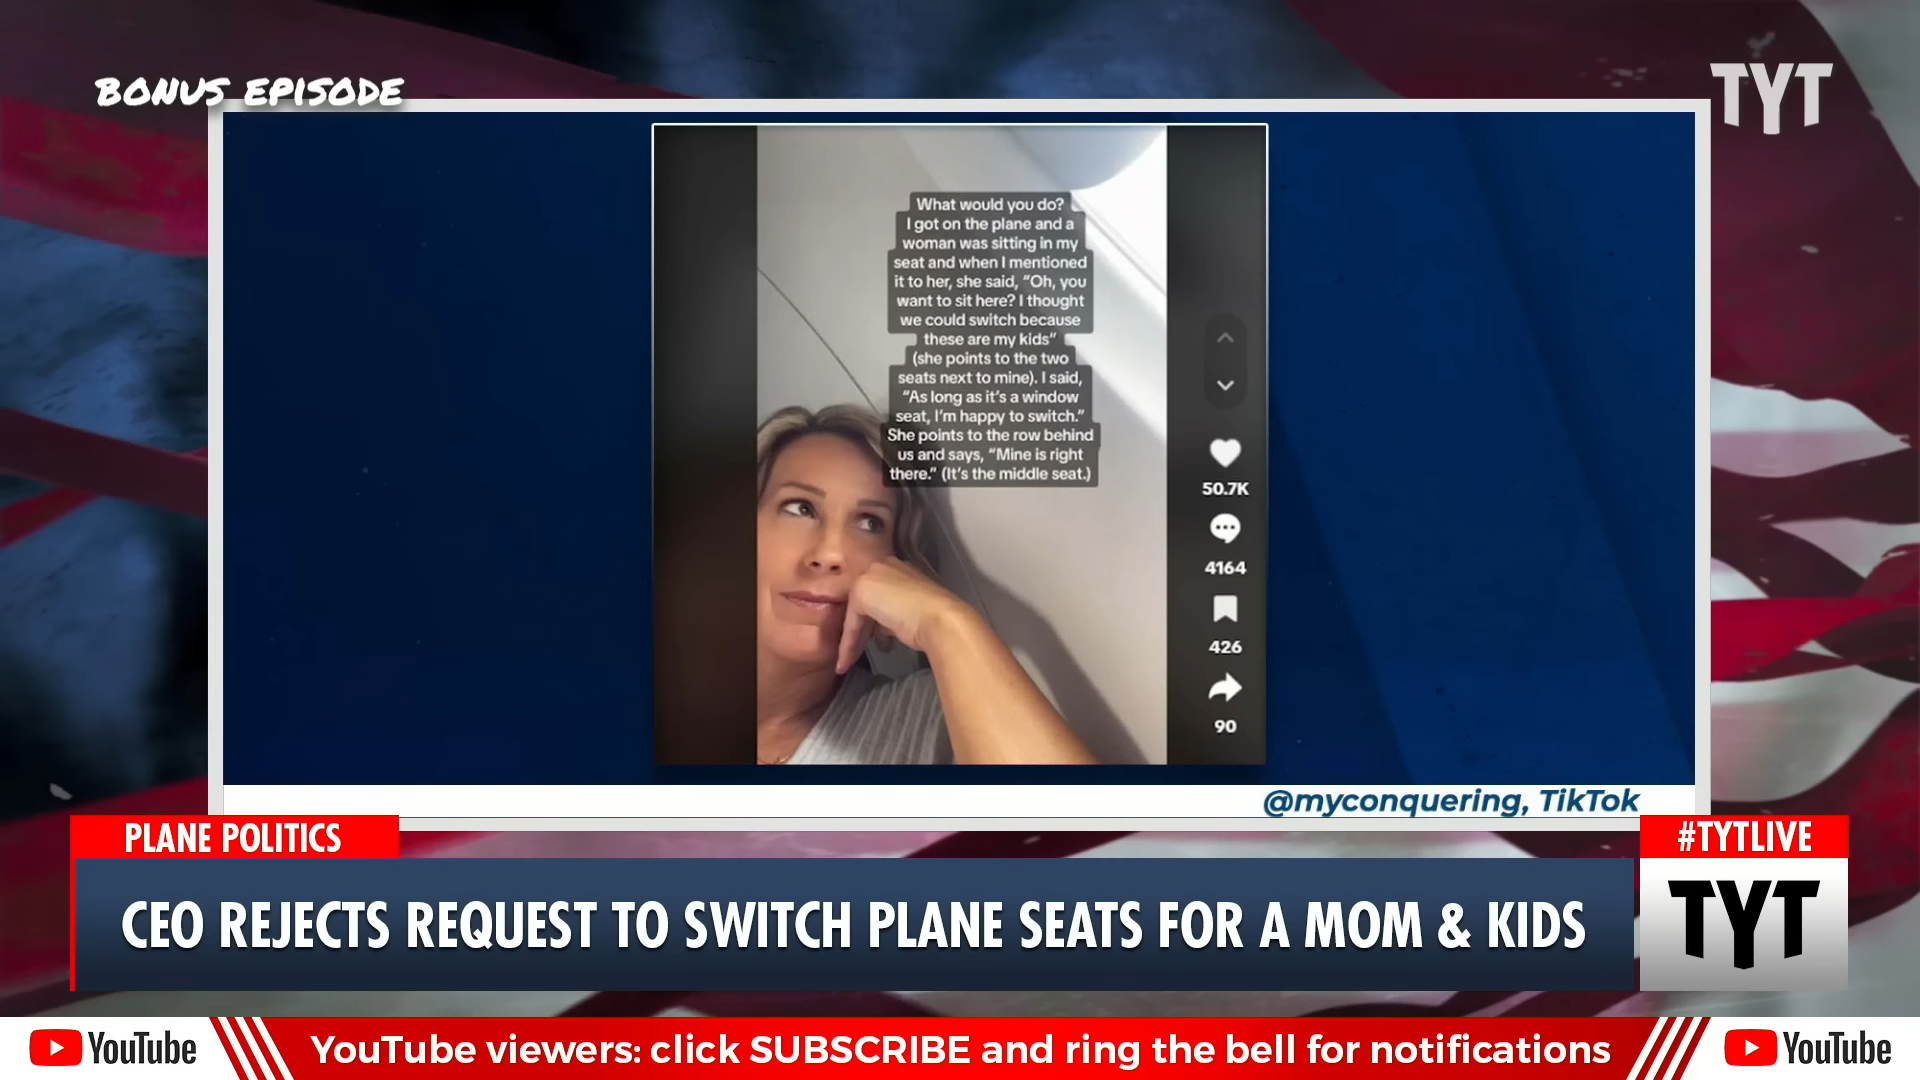 BONUS EPISODE
TYT
What would you do?
I got on the plane and a
woman was sitting in my
seat and when I mentioned
it to her, she said, “Oh, you
want to sit here? I thought
we could switch because
these are my kids”
(she points to the two
seats next to mine). I said,
“As long as it’s a window
seat, I’m happy to switch.”
She points to the row behind
us and says, “Mine is right
there.” (It’s the middle seat.)
50.7K
4164
426
90
@myconquering, TikTok
PLANE POLITICS
#TYTLIVE
CEO REJECTS REQUEST TO SWITCH PLANE SEATS FOR A MOM & KIDS
TYT
YouTube
YouTube viewers: click SUBSCRIBE and ring the bell for notifications
YouTube